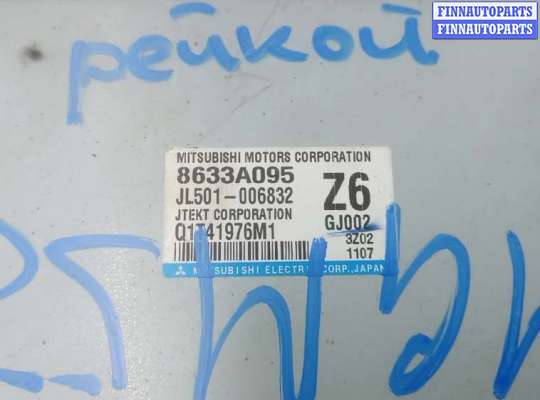 FINNAUTOPARTS
FINNAUTOPARTS
рейкой
MITSUBISHI MOTORS CORPORATION
8633A095
JL501-006832
Z6
JTEKT CORPORATION
GJ002
Q1T41976M1
3Z02
1107
MITSUBISHI ELECTRIC CORP., JAPAN